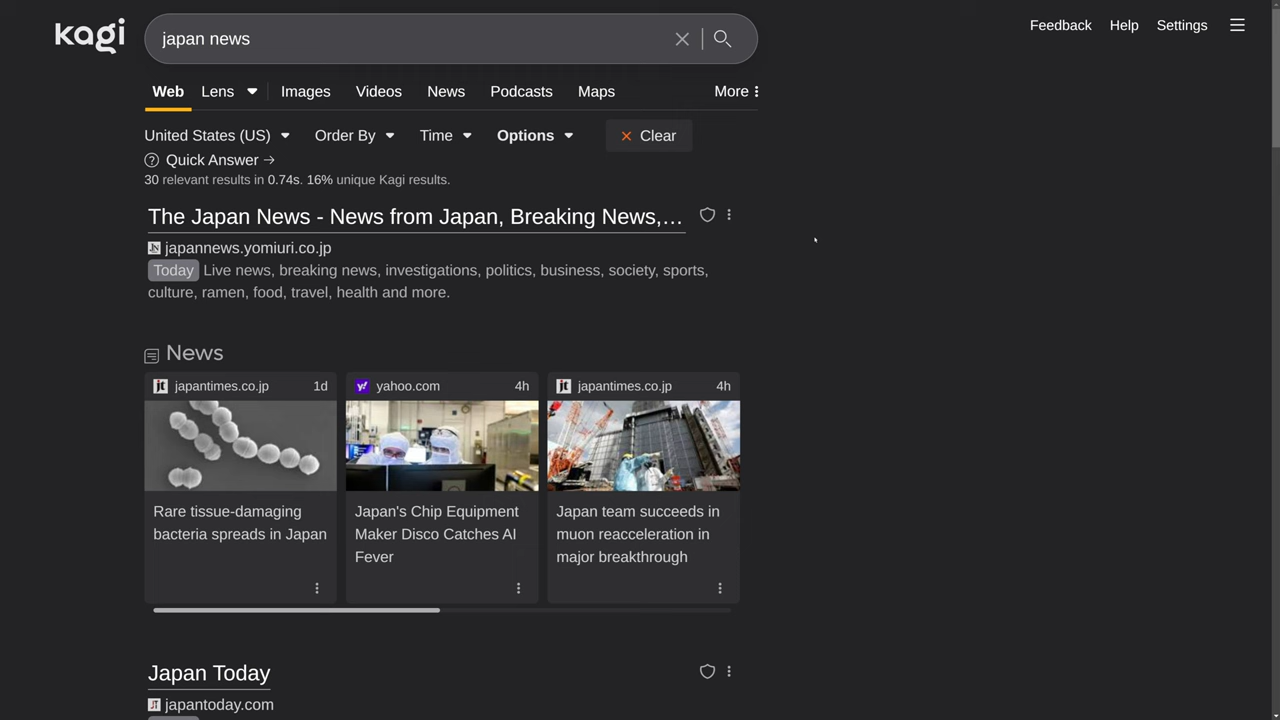 kagi
japan news
Feedback Help Settings
Web Lens Images Videos News Podcasts Maps More
United States (US) Order By Time Options Clear
Quick Answer →
30 relevant results in 0.74s. 16% unique Kagi results.
The Japan News - News from Japan, Breaking News,…
japannews.yomiuri.co.jp
Today Live news, breaking news, investigations, politics, business, society, sports,
culture, ramen, food, travel, health and more.
News
japantimes.co.jp 1d
Rare tissue-damaging
bacteria spreads in Japan
yahoo.com 4h
Japan's Chip Equipment
Maker Disco Catches AI
Fever
japantimes.co.jp 4h
Japan team succeeds in
muon reacceleration in
major breakthrough
Japan Today
japantoday.com